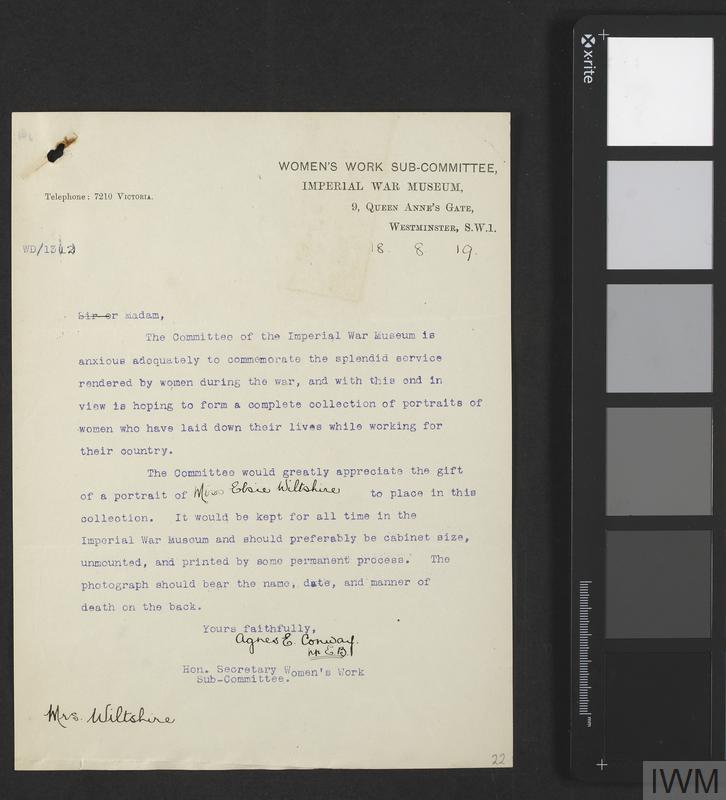 WOMEN'S WORK SUB-COMMITTEE,
IMPERIAL WAR MUSEUM,
9, QUEEN ANNE'S GATE,
WESTMINSTER, S.W.1.
Telephone: 7210 VICTORIA.
WD/13(12)
18. 8 19.
Sir or Madam,
The Committee of the Imperial War Museum is
anxious adequately to commemorate the splendid service
rendered by women during the war, and with this end in
view is hoping to form a complete collection of portraits of
women who have laid down their lives while working for
their country.
The Committee would greatly appreciate the gift
of a portrait of Miss Elsie Wiltshire to place in this
collection. It would be kept for all time in the
Imperial War Museum and should preferably be cabinet size,
unmounted, and printed by some permanent process. The
photograph should bear the name, date, and manner of
death on the back.
Yours faithfully,
Agnes E. Conway.
pp E.B.
Hon. Secretary Women's Work
Sub-Committee.
Mrs. Wiltshire
22
x-rite
mm
IWM